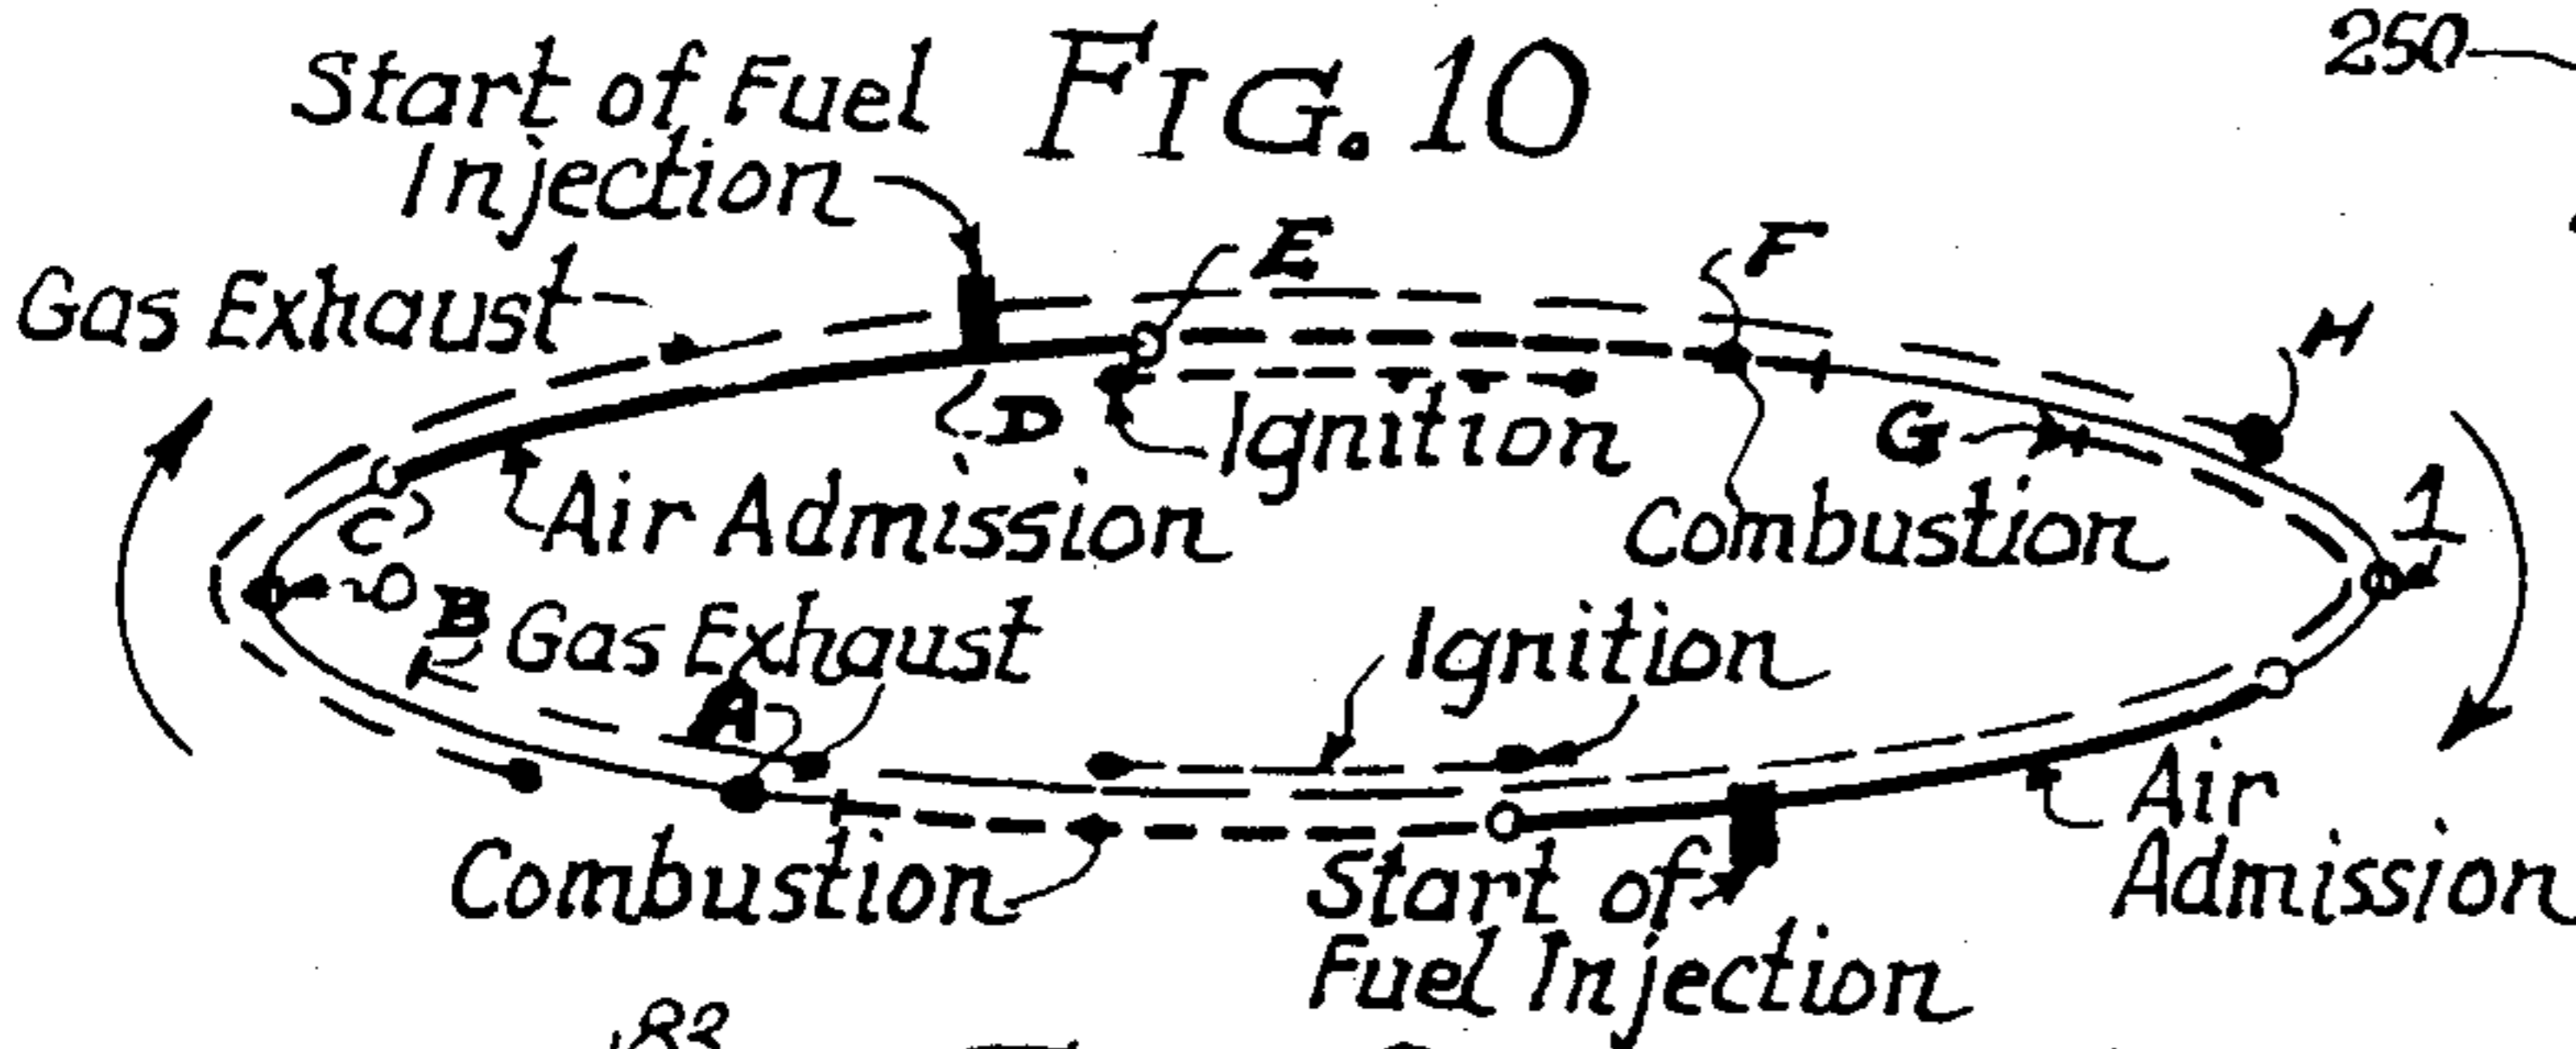 FIG. 10
250
Start of Fuel
Injection
Gas Exhaust
E
F
H
D
Ignition
G
Air Admission
Combustion
1
C
O
B
Gas Exhaust
Ignition
A
Combustion
Start of
Fuel Injection
Air
Admission
83